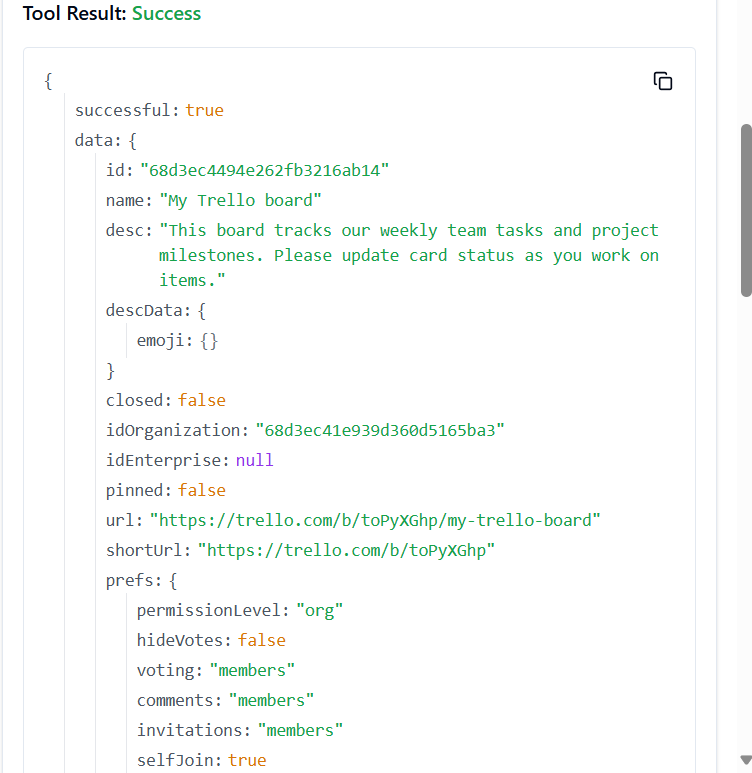 Tool Result: Success
{
successful: true
data: {
id: "68d3ec4494e262fb3216ab14"
name: "My Trello board"
desc: "This board tracks our weekly team tasks and project
milestones. Please update card status as you work on
items."
descData: {
emoji: {}
}
closed: false
idOrganization: "68d3ec41e939d360d5165ba3"
idEnterprise: null
pinned: false
url: "https://trello.com/b/toPyXGhp/my-trello-board"
shortUrl: "https://trello.com/b/toPyXGhp"
prefs: {
permissionLevel: "org"
hideVotes: false
voting: "members"
comments: "members"
invitations: "members"
selfJoin: true